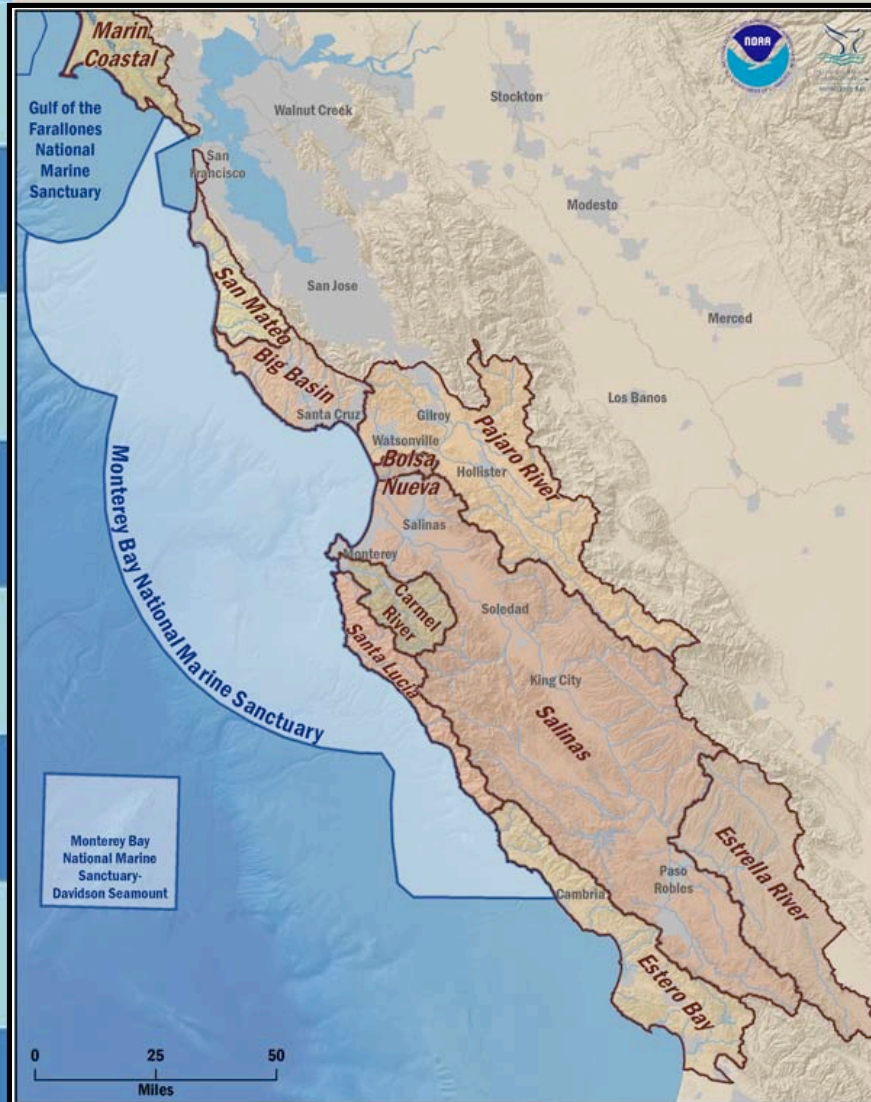 Marin
Coastal
NOAA
Gulf of the
Farallones
National
Marine
Sanctuary
Walnut Creek
Stockton
San
Francisco
Modesto
San Mateo
San Jose
Merced
Big Basin
Santa Cruz
Gilroy
Los Banos
Pajaro River
Watsonville
Bolsa
Nueva
Hollister
Salinas
Monterey Bay National Marine Sanctuary
Monterey
Carmel
River
Soledad
Santa Lucia
King City
Salinas
Monterey Bay
National Marine
Sanctuary-
Davidson Seamount
Estrella River
Paso
Robles
Cambria
Estero Bay
0 25 50
Miles